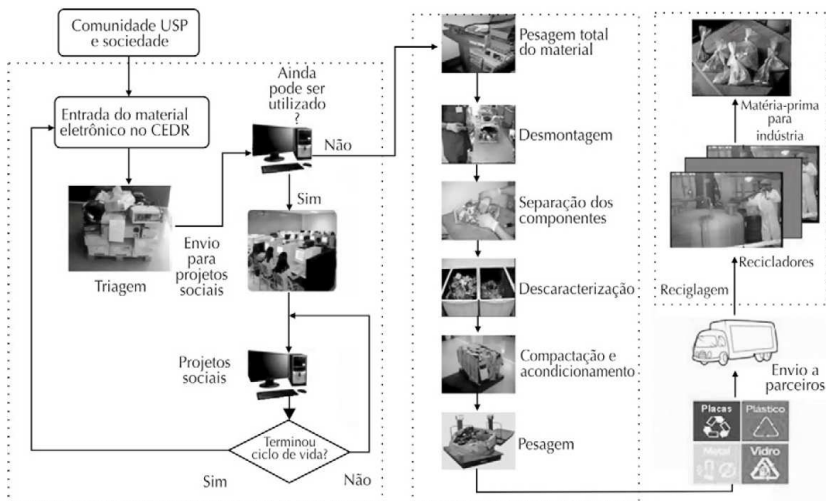 Comunidade USP
e sociedade
Entrada do material
eletrônico no CEDR
Triagem
Envio
para
projetos
sociais
Ainda
pode ser
utilizado
?
Não
Sim
Projetos
sociais
Terminou
ciclo de vida?
Sim
Não
Pesagem total
do material
Desmontagem
Separação dos
componentes
Descaracterização
Compactação e
acondicionamento
Pesagem
Placas
Plástico
Metal
Vidro
Envio a
parceiros
Reciglagem
Recicladores
Matéria-prima
para
indústria